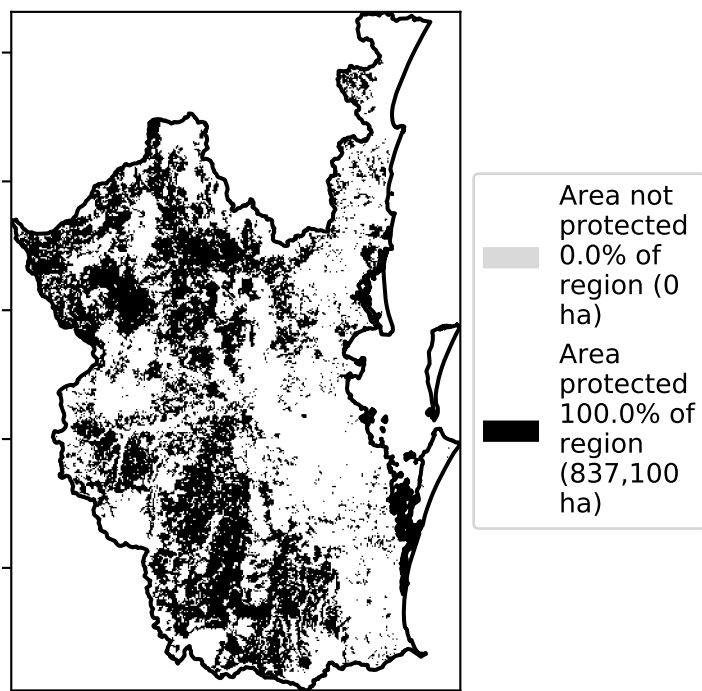 Area not
protected
0.0% of
region (0
ha)
Area
protected
100.0% of
region
(837,100
ha)